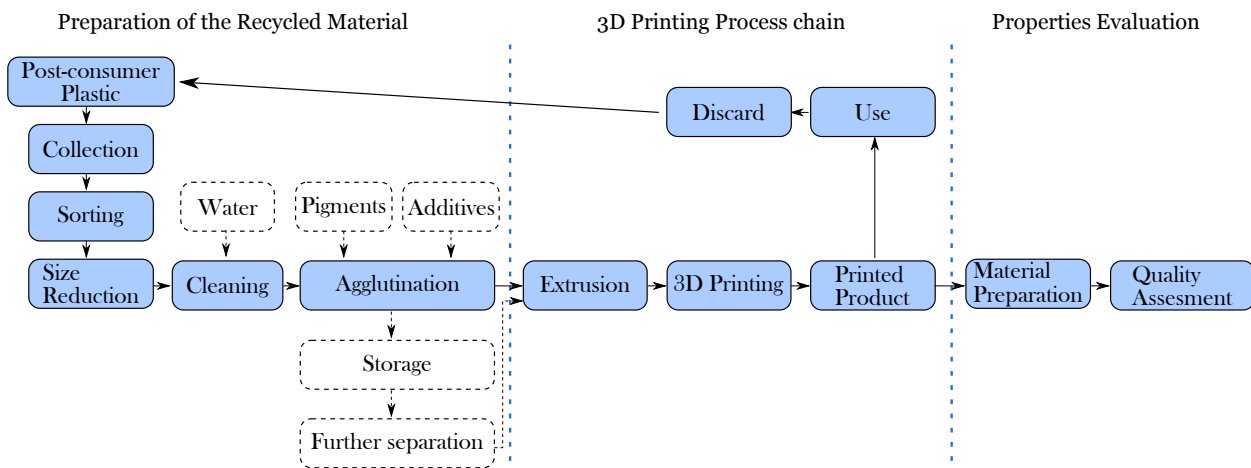 Preparation of the Recycled Material
3D Printing Process chain
Properties Evaluation
Post-consumer
Plastic
Discard
Use
Collection
Sorting
Water
Pigments
Additives
Size
Reduction
Cleaning
Agglutination
Extrusion
3D Printing
Printed
Product
Material
Preparation
Quality
Assesment
Storage
Further separation